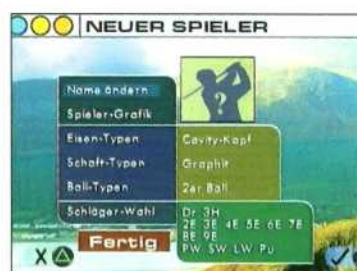 NEUER SPIELER
Name ändern
?
Spieler-Grafik
Eisen-Typen
Cavity-Kopf
Schaft-Typen
Graphit
Ball-Typen
2er Ball
Schläger-Wahl
Dr 3H
2E 3E 4E 5E 6E 7E
8E 9E
PW SW LW Pu
Fertig
X